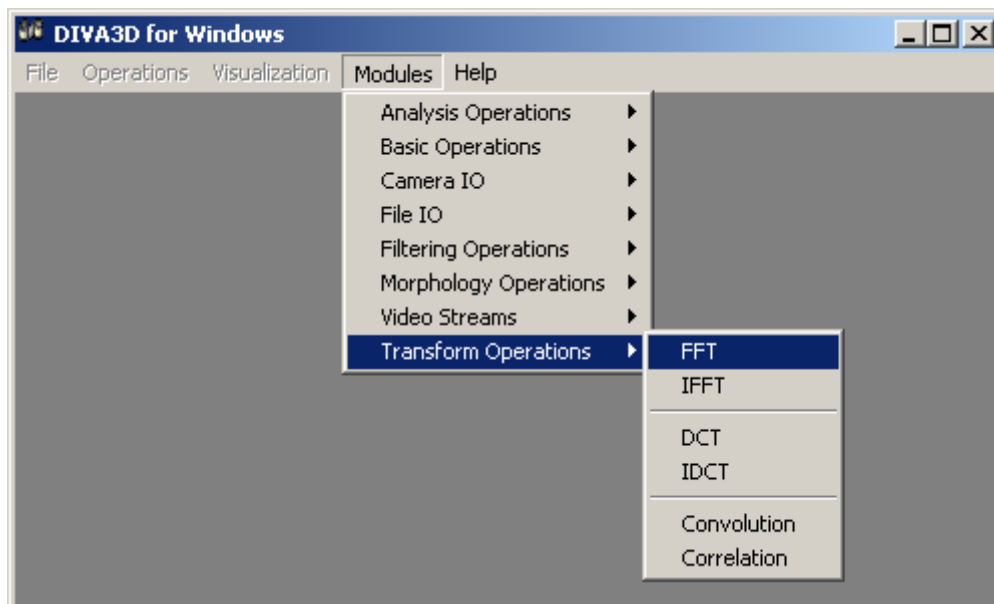 DIVA3D for Windows
File Operations Visualization Modules Help
Analysis Operations
Basic Operations
Camera IO
File IO
Filtering Operations
Morphology Operations
Video Streams
Transform Operations
FFT
IFFT
DCT
IDCT
Convolution
Correlation